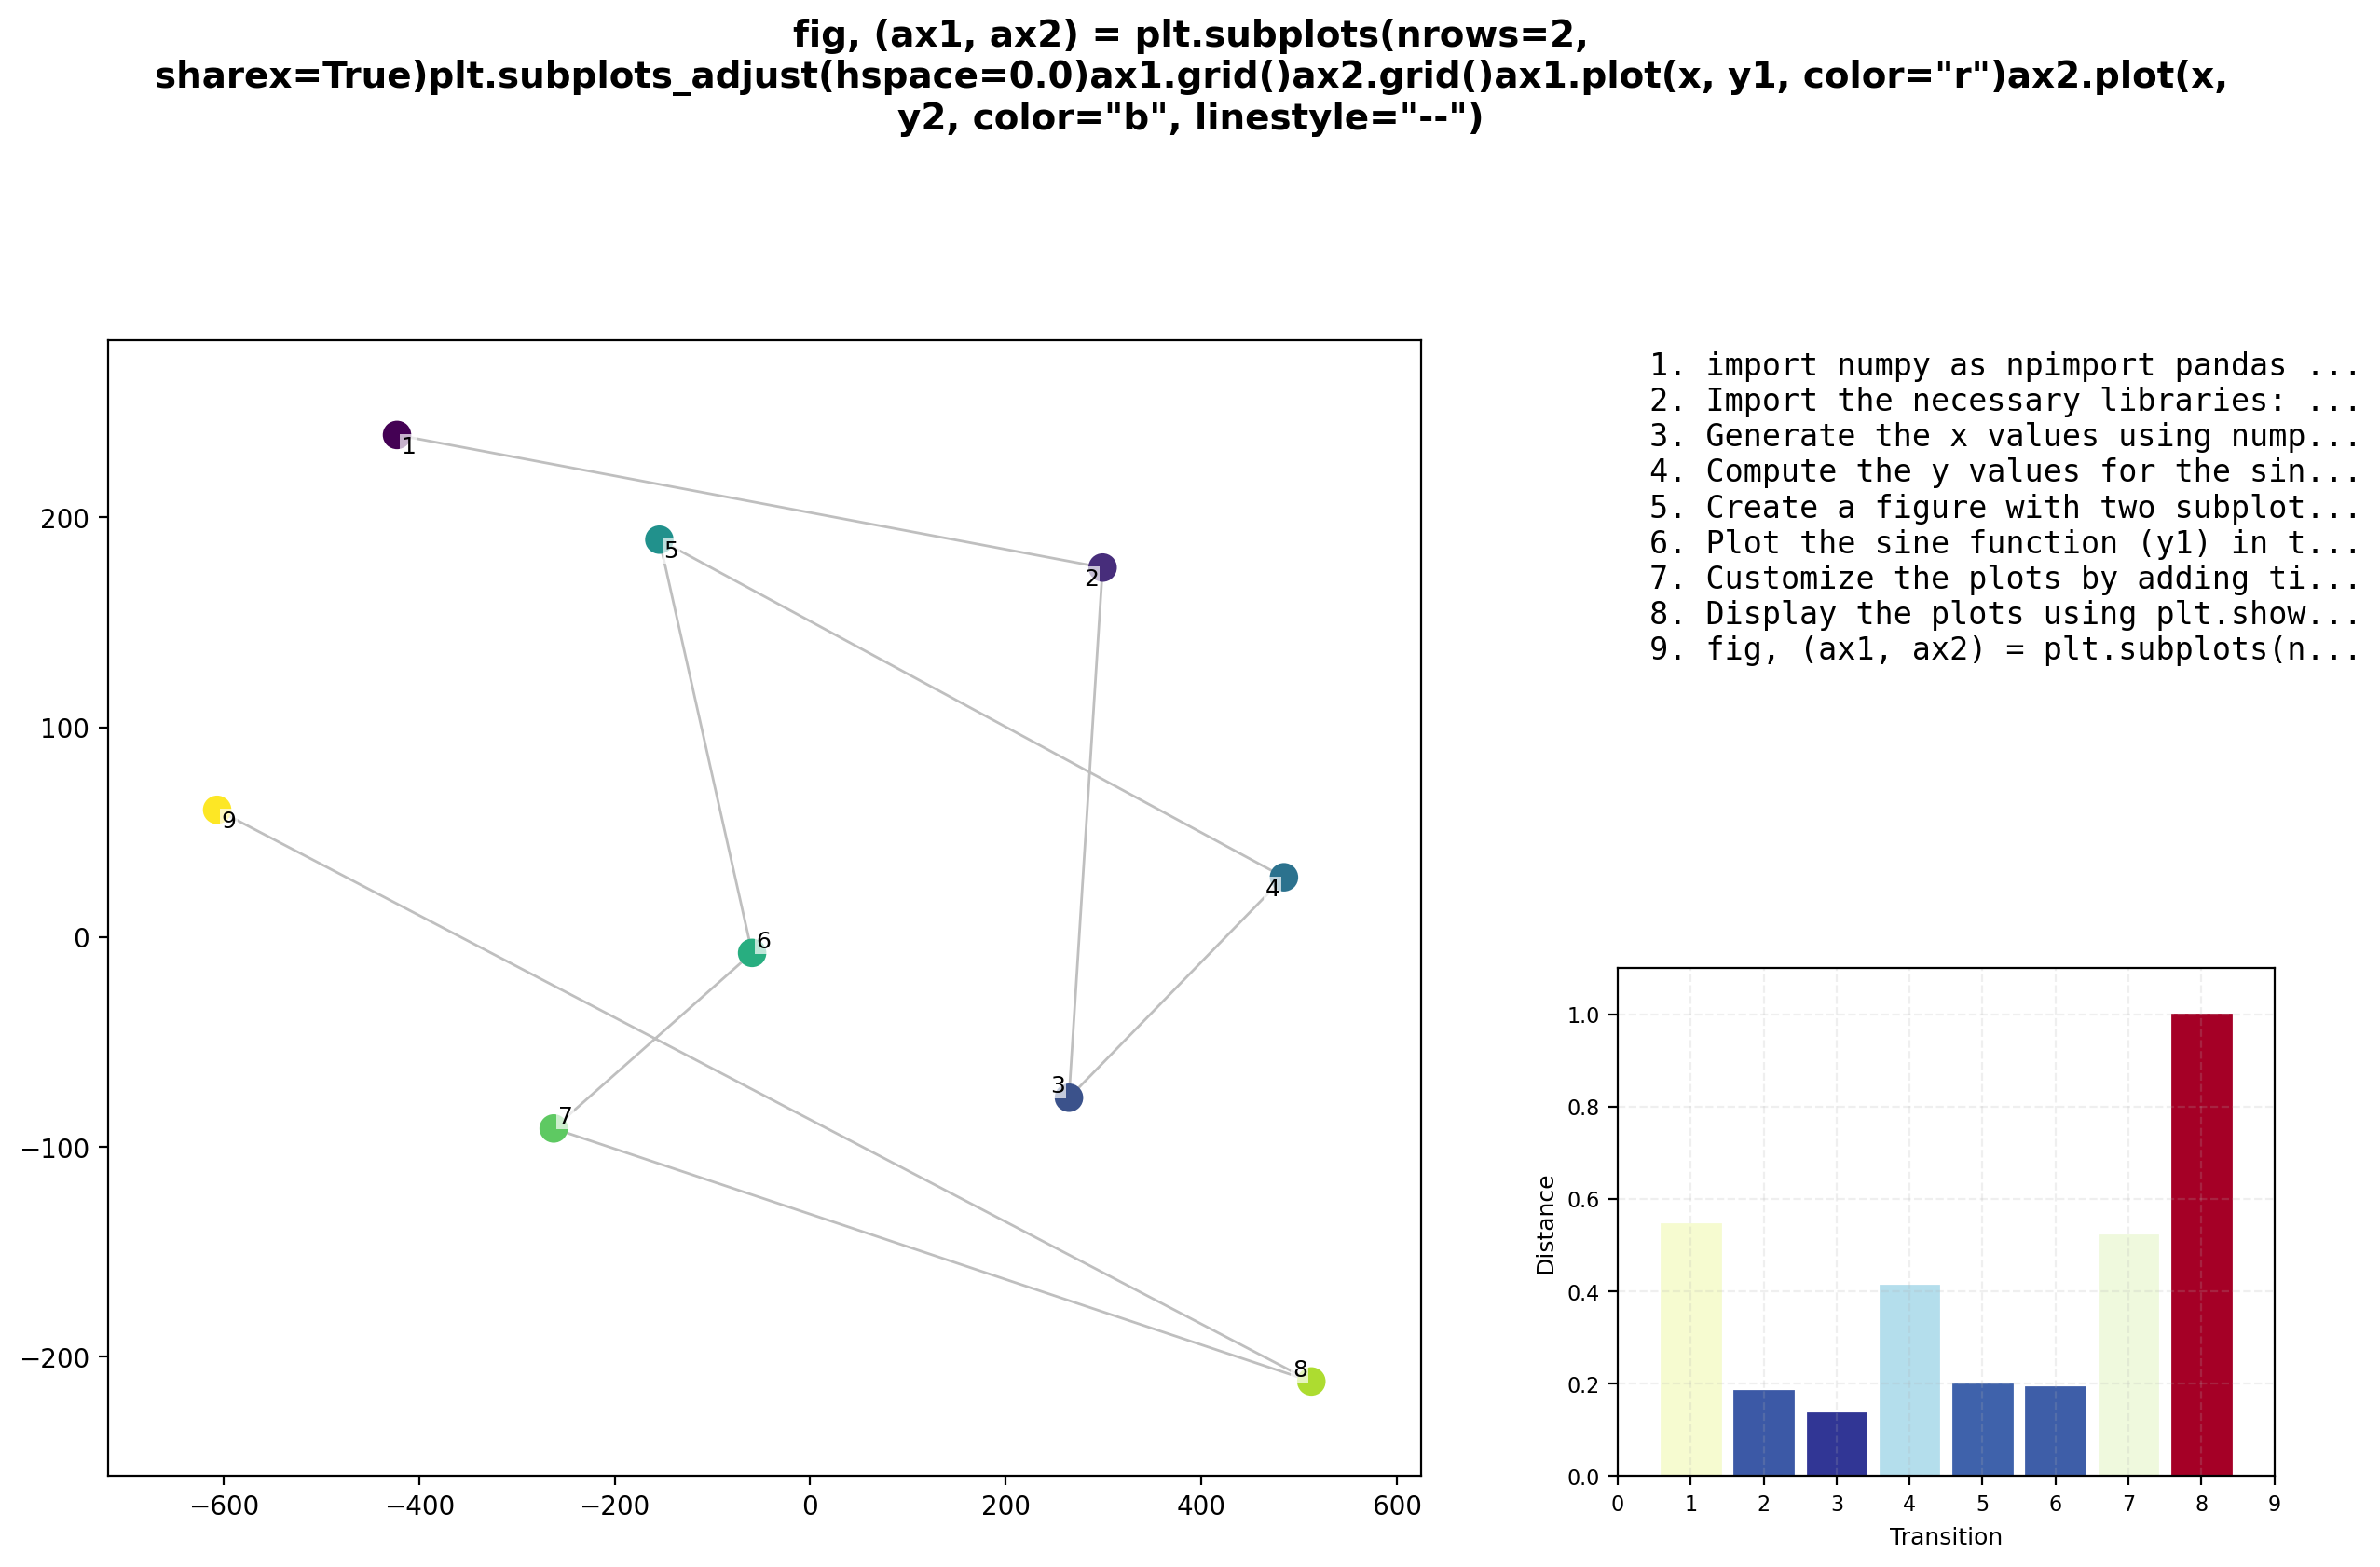 fig, (ax1, ax2) = plt.subplots(nrows=2,
sharex=True)plt.subplots_adjust(hspace=0.0)ax1.grid()ax2.grid()ax1.plot(x, y1, color="r")ax2.plot(x,
y2, color="b", linestyle="--")
200
100
0
−100
−200
−600
−400
−200
0
200
400
600
1
2
3
4
5
6
7
8
9
1. import numpy as npimport pandas ...
2. Import the necessary libraries: ...
3. Generate the x values using nump...
4. Compute the y values for the sin...
5. Create a figure with two subplot...
6. Plot the sine function (y1) in t...
7. Customize the plots by adding ti...
8. Display the plots using plt.show...
9. fig, (ax1, ax2) = plt.subplots(n...
Distance
1.0
0.8
0.6
0.4
0.2
0.0
0 1 2 3 4 5 6 7 8 9
Transition